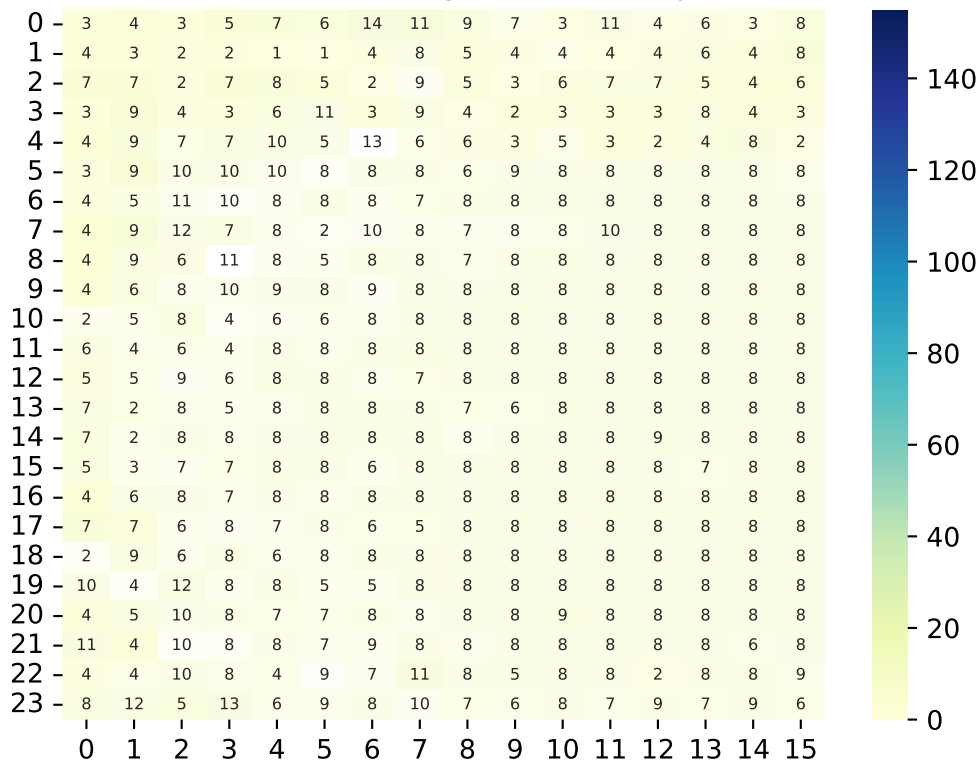 0 3 4 3 5 7 6 14 11 9 7 3 11 4 6 3 8
1 4 3 2 2 1 1 4 8 5 4 4 4 4 6 4 8
2 7 7 2 7 8 5 2 9 5 3 6 7 7 5 4 6
3 3 9 4 3 6 11 3 9 4 2 3 3 3 8 4 3
4 4 9 7 7 10 5 13 6 6 3 5 3 2 4 8 2
5 3 9 10 10 10 8 8 8 6 9 8 8 8 8 8 8
6 4 5 11 10 8 8 8 7 8 8 8 8 8 8 8 8
7 4 9 12 7 8 2 10 8 7 8 8 10 8 8 8 8
8 4 9 6 11 8 5 8 8 7 8 8 8 8 8 8 8
9 4 6 8 10 9 8 9 8 8 8 8 8 8 8 8 8
10 2 5 8 4 6 6 8 8 8 8 8 8 8 8 8 8
11 6 4 6 4 8 8 8 8 8 8 8 8 8 8 8 8
12 5 5 9 6 8 8 8 7 8 8 8 8 8 8 8 8
13 7 2 8 5 8 8 8 8 7 6 8 8 8 8 8 8
14 7 2 8 8 8 8 8 8 8 8 8 8 9 8 8 8
15 5 3 7 7 8 8 6 8 8 8 8 8 8 7 8 8
16 4 6 8 7 8 8 8 8 8 8 8 8 8 8 8 8
17 7 7 6 8 7 8 6 5 8 8 8 8 8 8 8 8
18 2 9 6 8 6 8 8 8 8 8 8 8 8 8 8 8
19 10 4 12 8 8 5 5 8 8 8 8 8 8 8 8 8
20 4 5 10 8 7 7 8 8 8 8 9 8 8 8 8 8
21 11 4 10 8 8 7 9 8 8 8 8 8 8 8 6 8
22 4 4 10 8 4 9 7 11 8 5 8 8 2 8 8 9
23 8 12 5 13 6 9 8 10 7 6 8 7 9 7 9 6
0 1 2 3 4 5 6 7 8 9 10 11 12 13 14 15
140
120
100
80
60
40
20
0